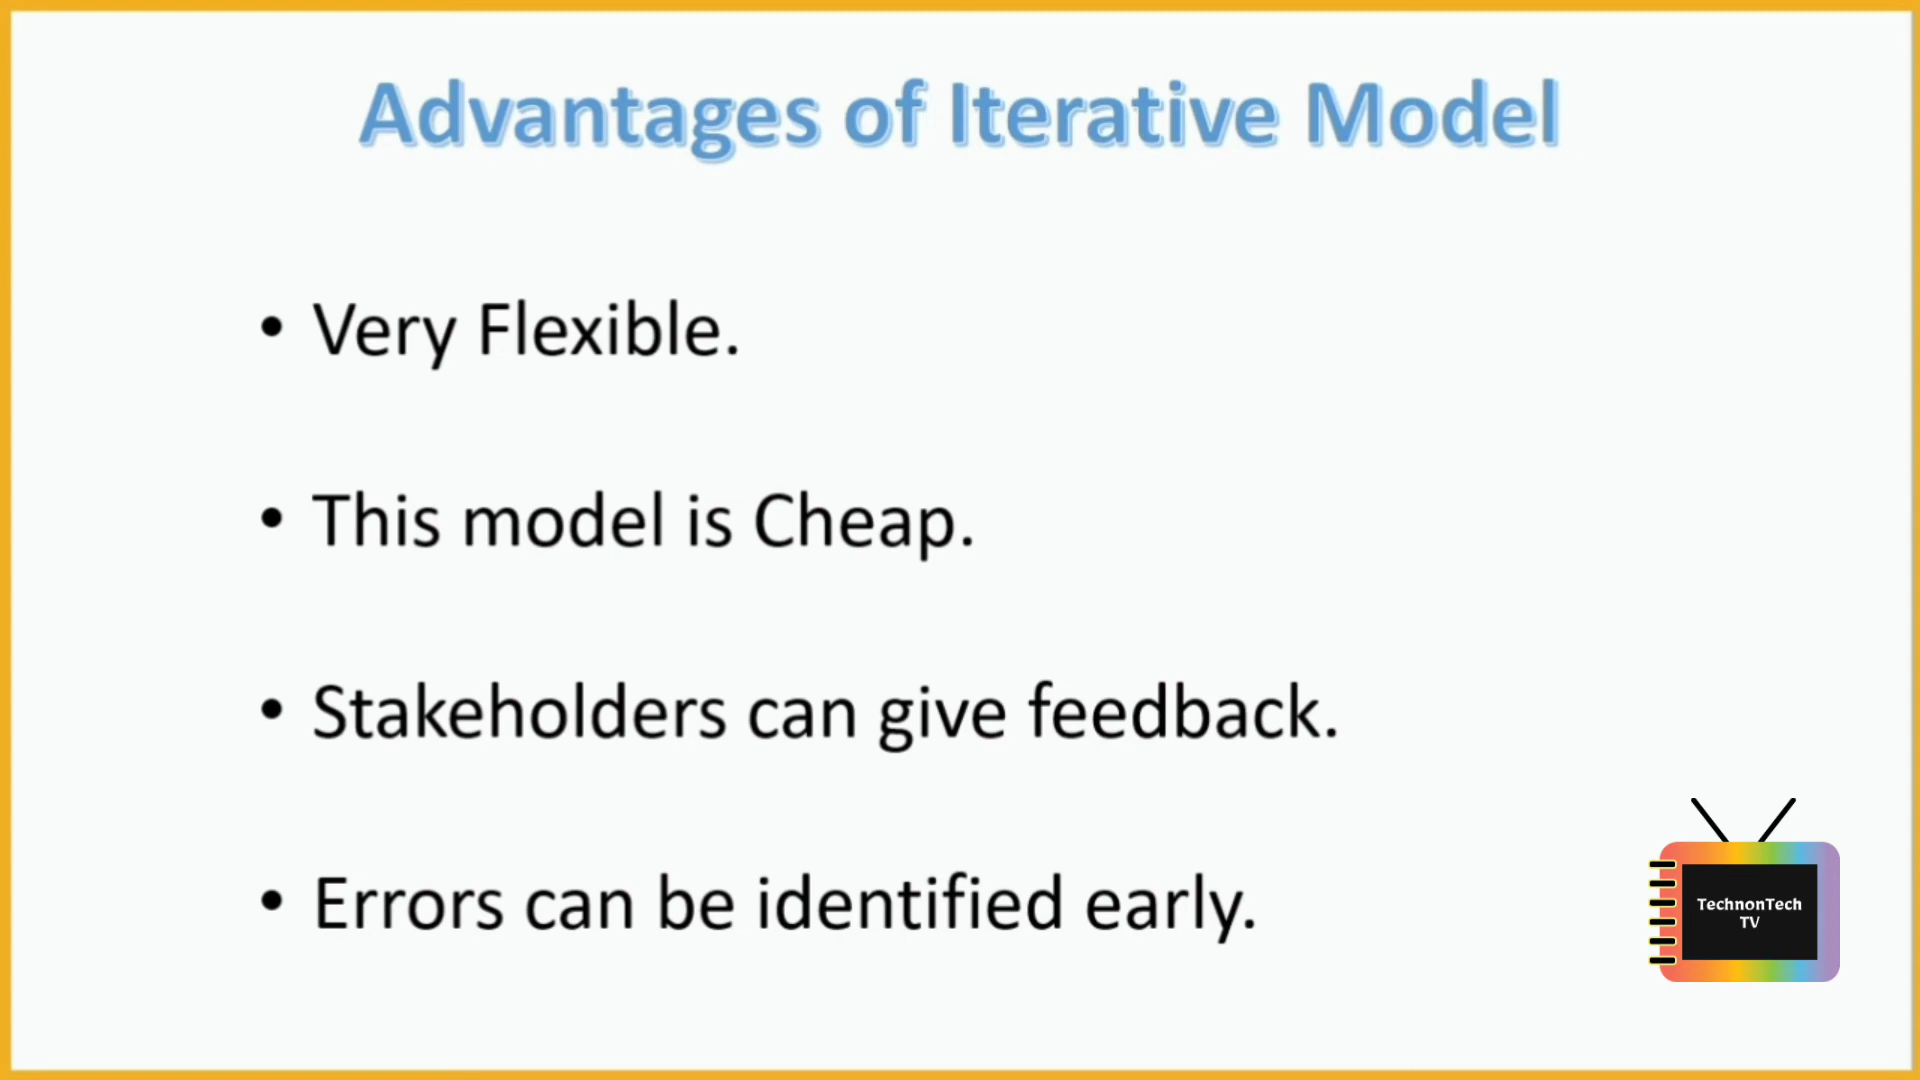 Advantages of Iterative Model
• Very Flexible.
• This model is Cheap.
• Stakeholders can give feedback.
• Errors can be identified early.
TechnonTech
TV